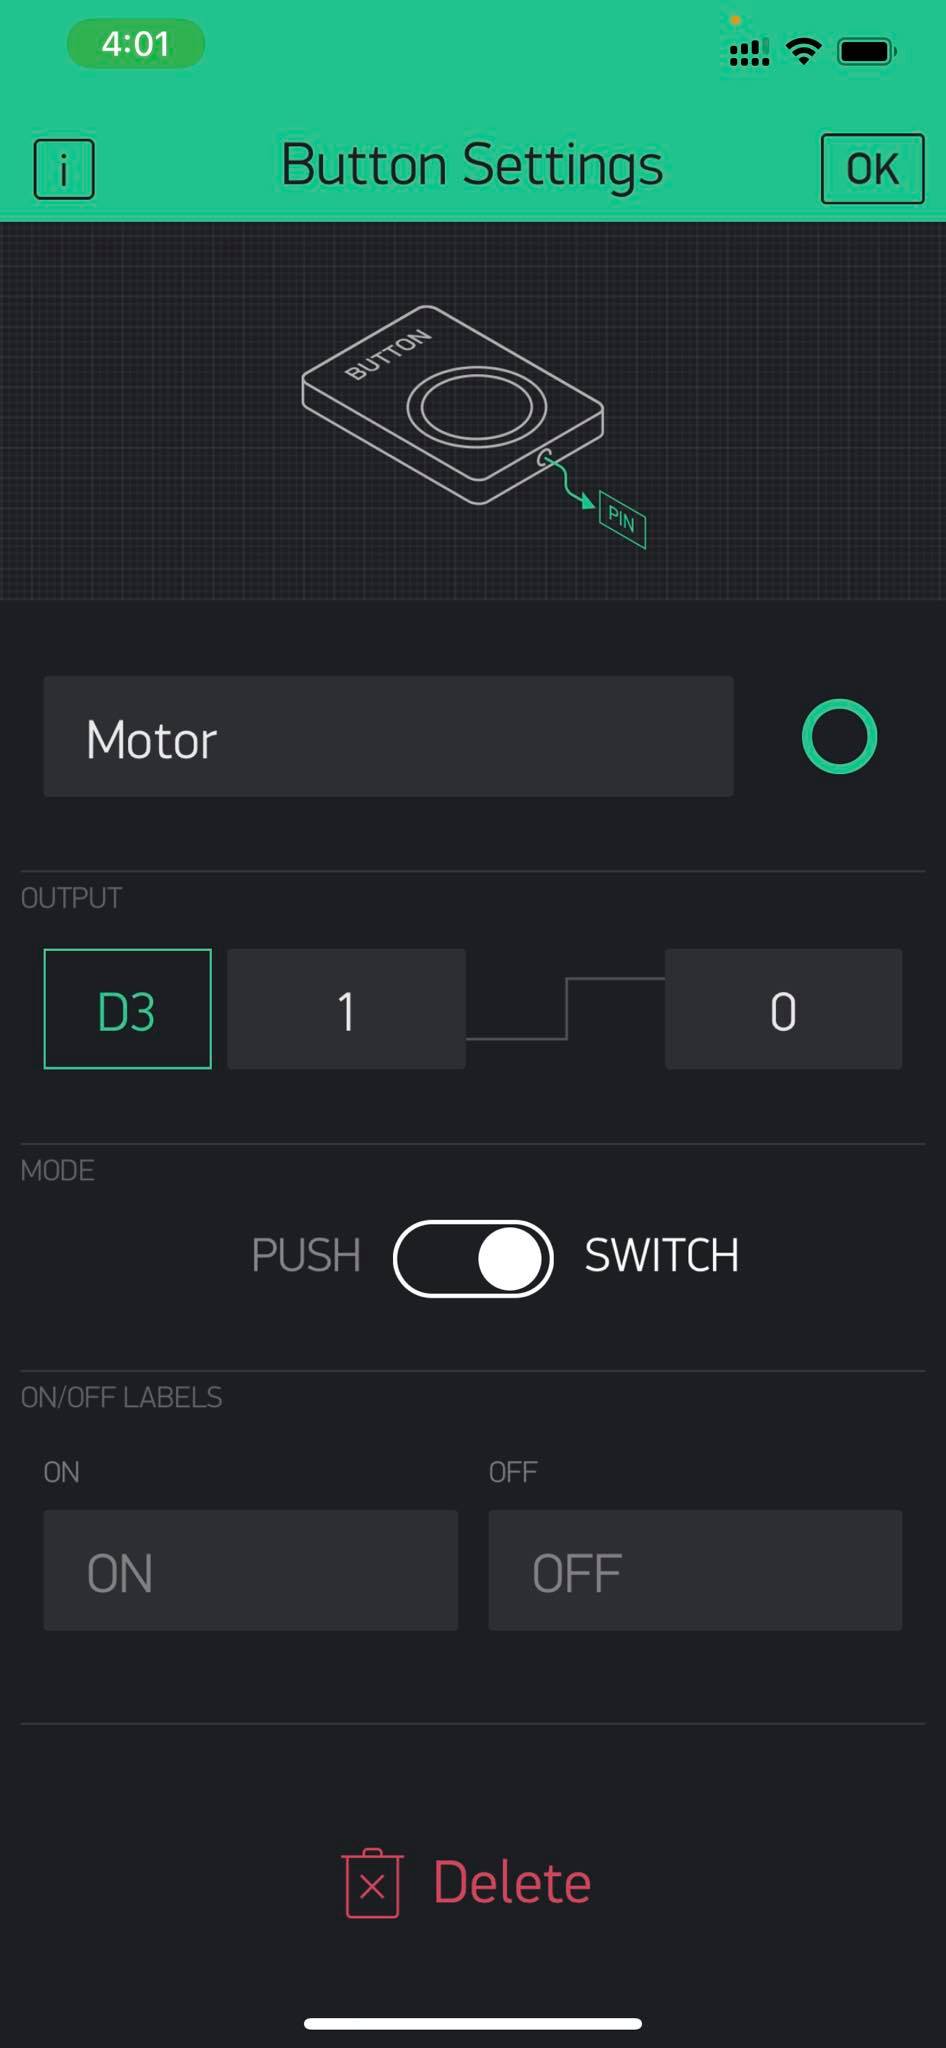 4:01
i
Button Settings
OK
BUTTON
PIN
Motor
OUTPUT
D3 1 0
MODE
PUSH SWITCH
ON/OFF LABELS
ON OFF
ON OFF
Delete